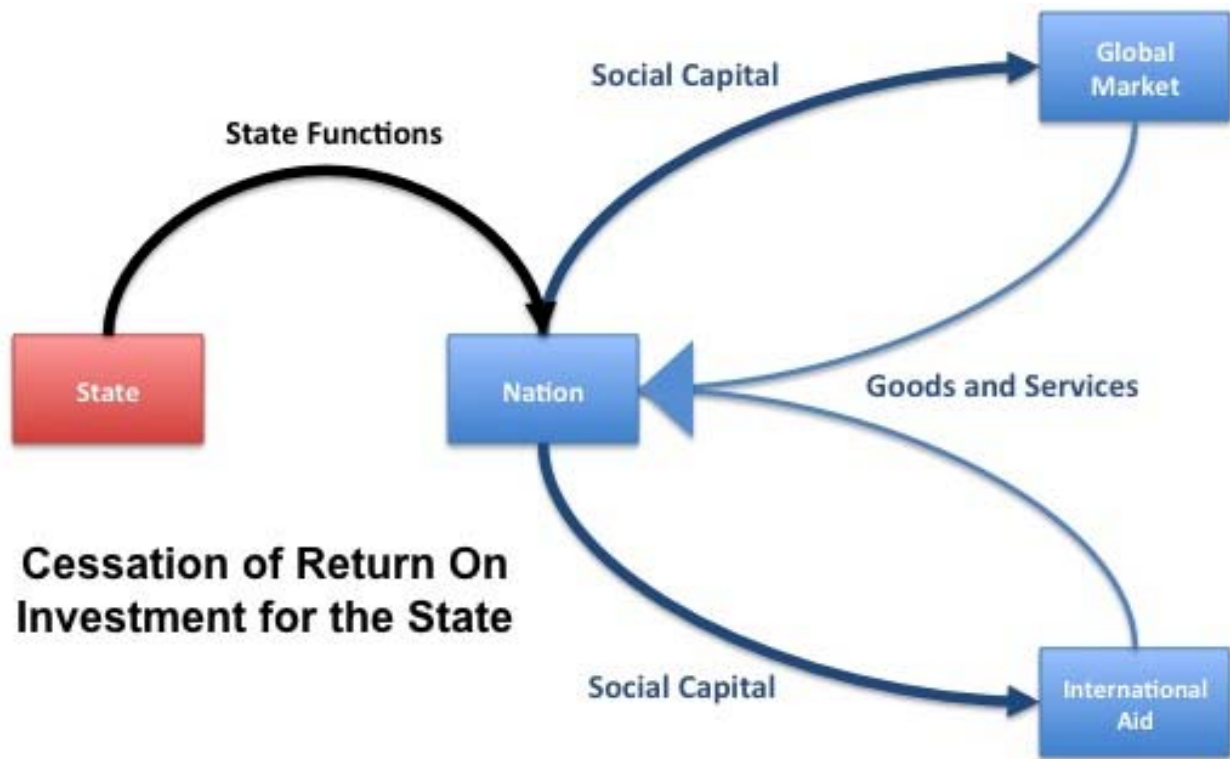 Social Capital
Global
Market
State Functions
State
Nation
Goods and Services
Cessation of Return On
Investment for the State
Social Capital
International
Aid